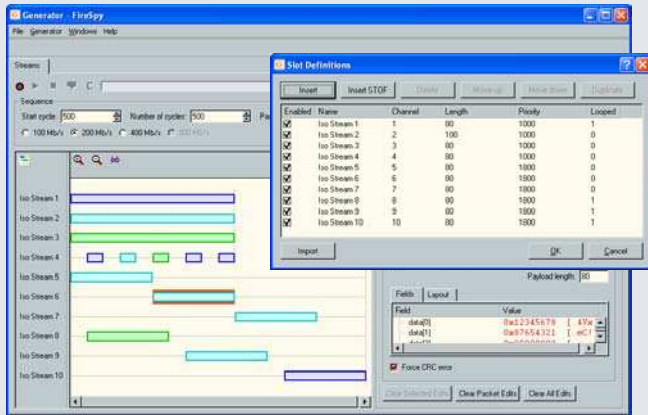 Generator - FireSpy
File Generator Windows Help
Streams
Sequence
Start cycle: 500 Number of cycles: 500
100 Mb/s 200 Mb/s 400 Mb/s
Iso Stream 1
Iso Stream 2
Iso Stream 3
Iso Stream 4
Iso Stream 5
Iso Stream 6
Iso Stream 7
Iso Stream 8
Iso Stream 9
Iso Stream 10
Slot Definitions
Insert Insert STOF Delete Move up Move down Duplicate
Enabled Name Channel Length Priority Looped
Iso Stream 1 1 80 1000 1
Iso Stream 2 2 100 1000 0
Iso Stream 3 3 80 1000 0
Iso Stream 4 4 80 1000 0
Iso Stream 5 5 80 1800 0
Iso Stream 6 6 80 1800 0
Iso Stream 7 7 80 1800 0
Iso Stream 8 8 80 1800 1
Iso Stream 9 9 80 1800 1
Iso Stream 10 10 80 1800 1
Import OK Cancel
Payload length: 80
Fields Layout
Field Value
data[0] 0x12345678
data[1] 0x87654321
Force CRC error
Clear Selected Edits Clear Packet Edits Clear All Edits